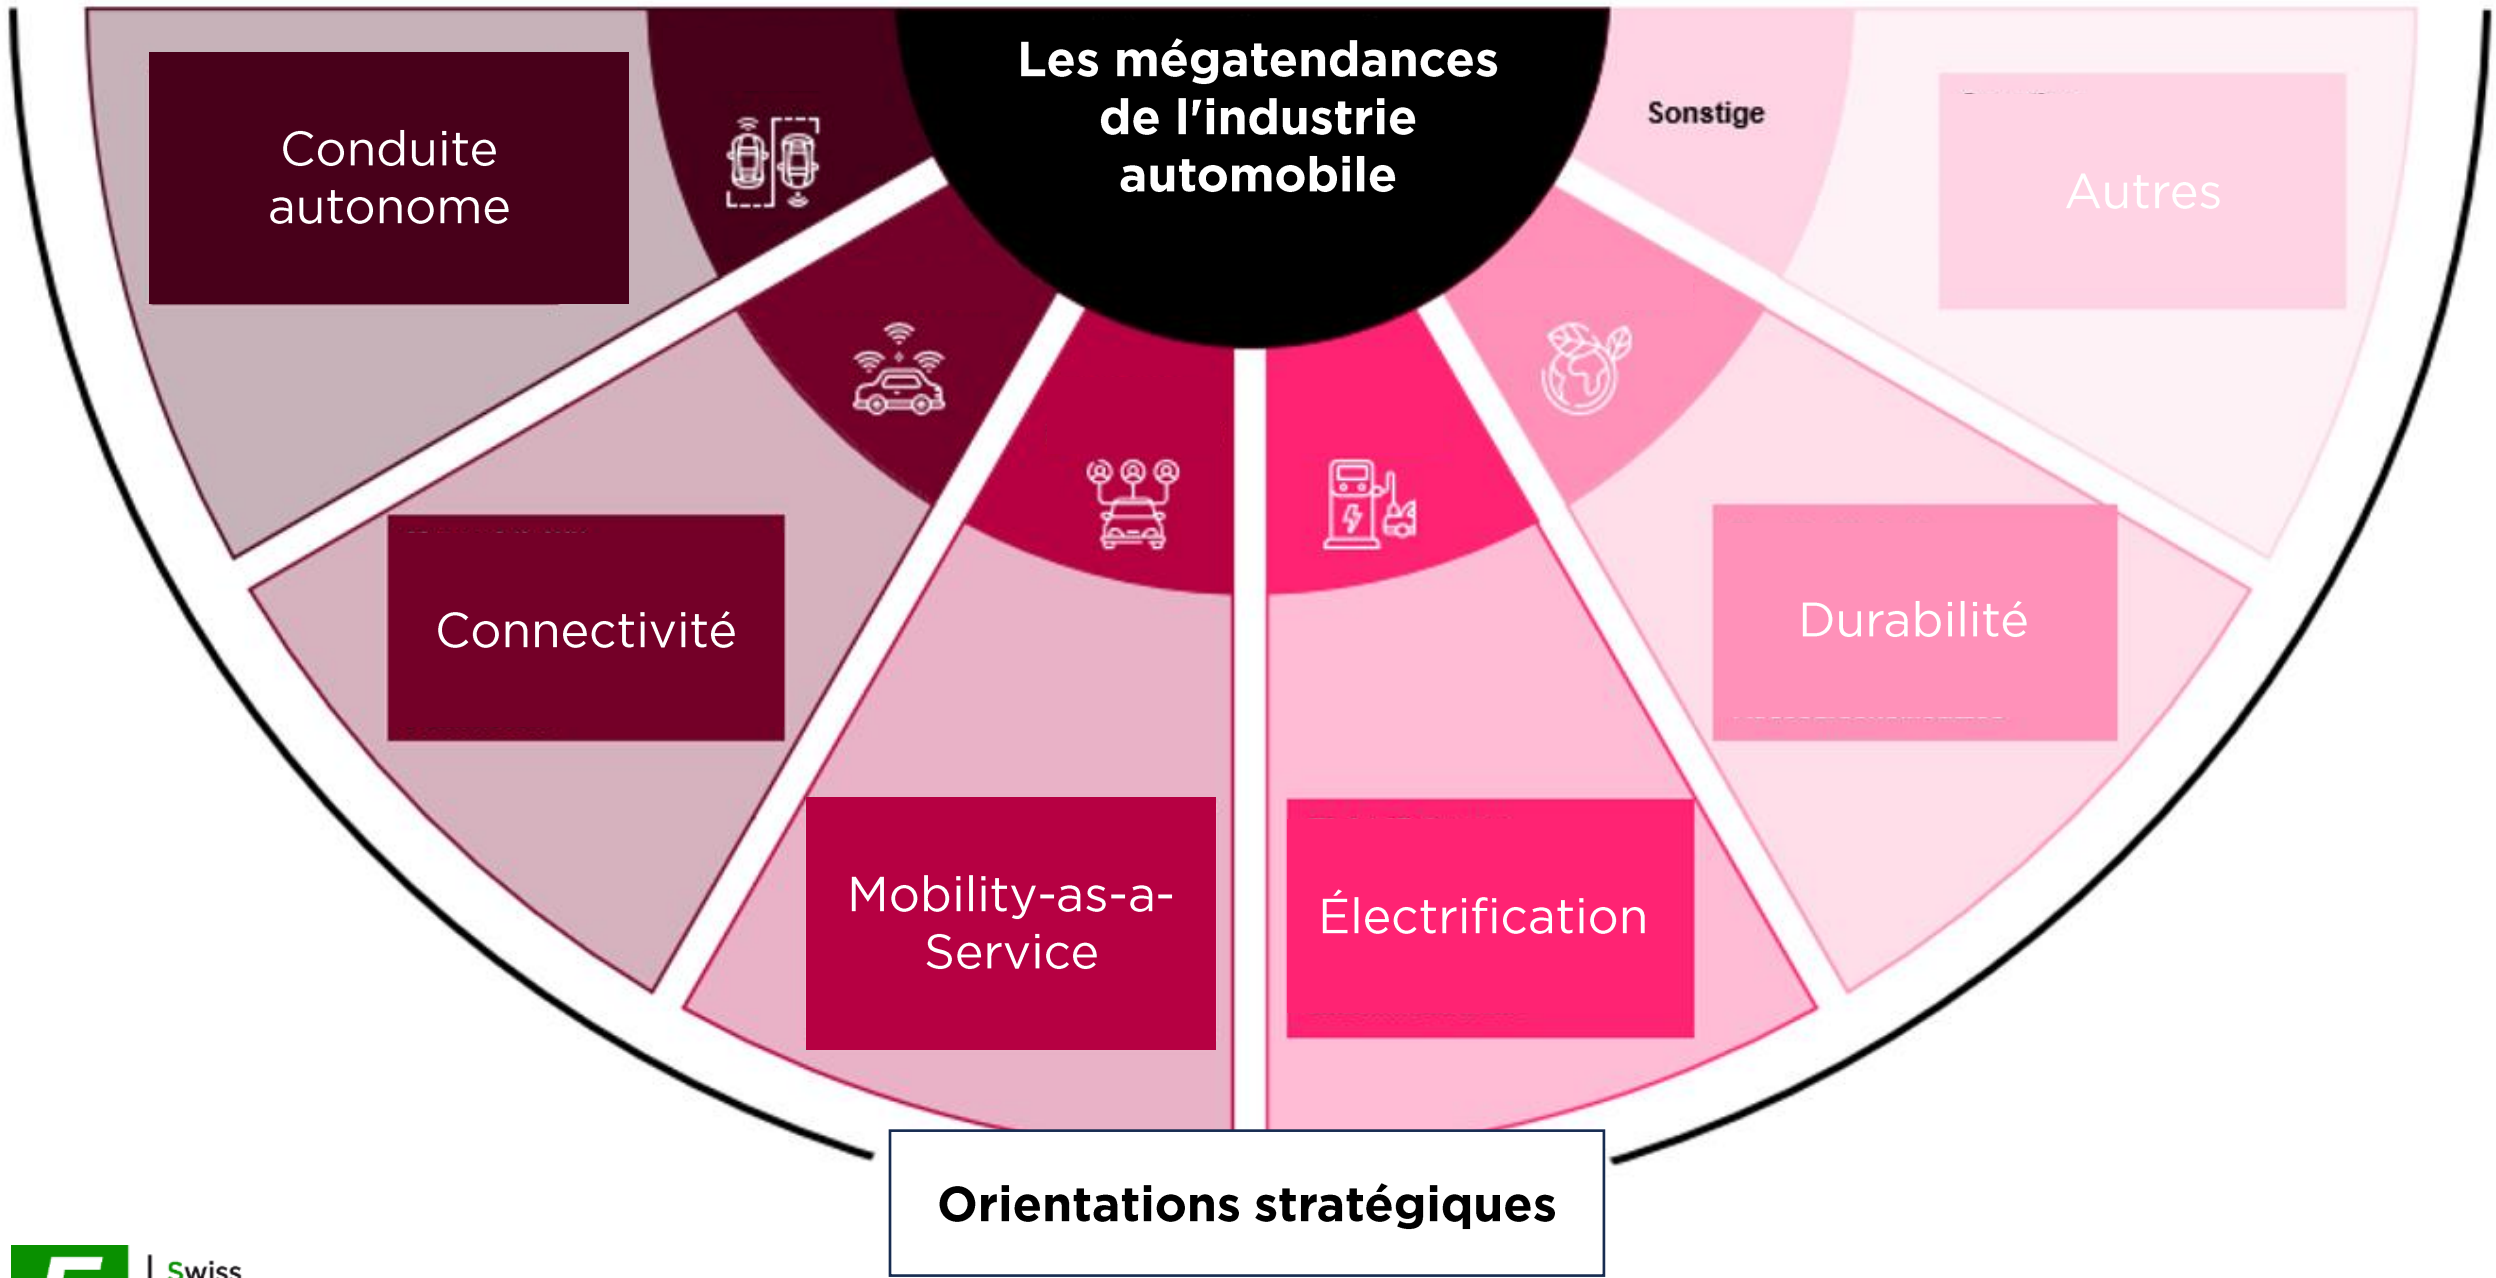 Les mégatendances
de l'industrie
automobile
Conduite
autonome
Sonstige
Autres
Connectivité
Durabilité
Mobility-as-a-
Service
Électrification
Orientations stratégiques
Swiss